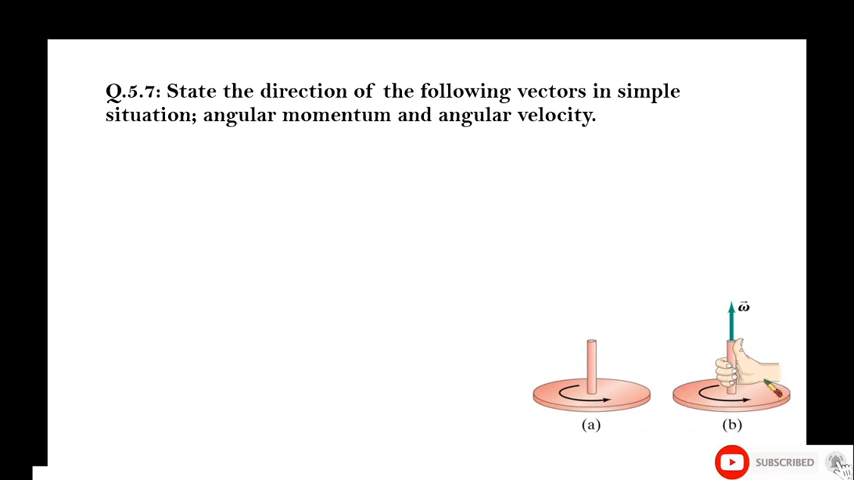 Q.5.7: State the direction of the following vectors in simple
situation; angular momentum and angular velocity.
ω⃗
(a)
(b)
SUBSCRIBED